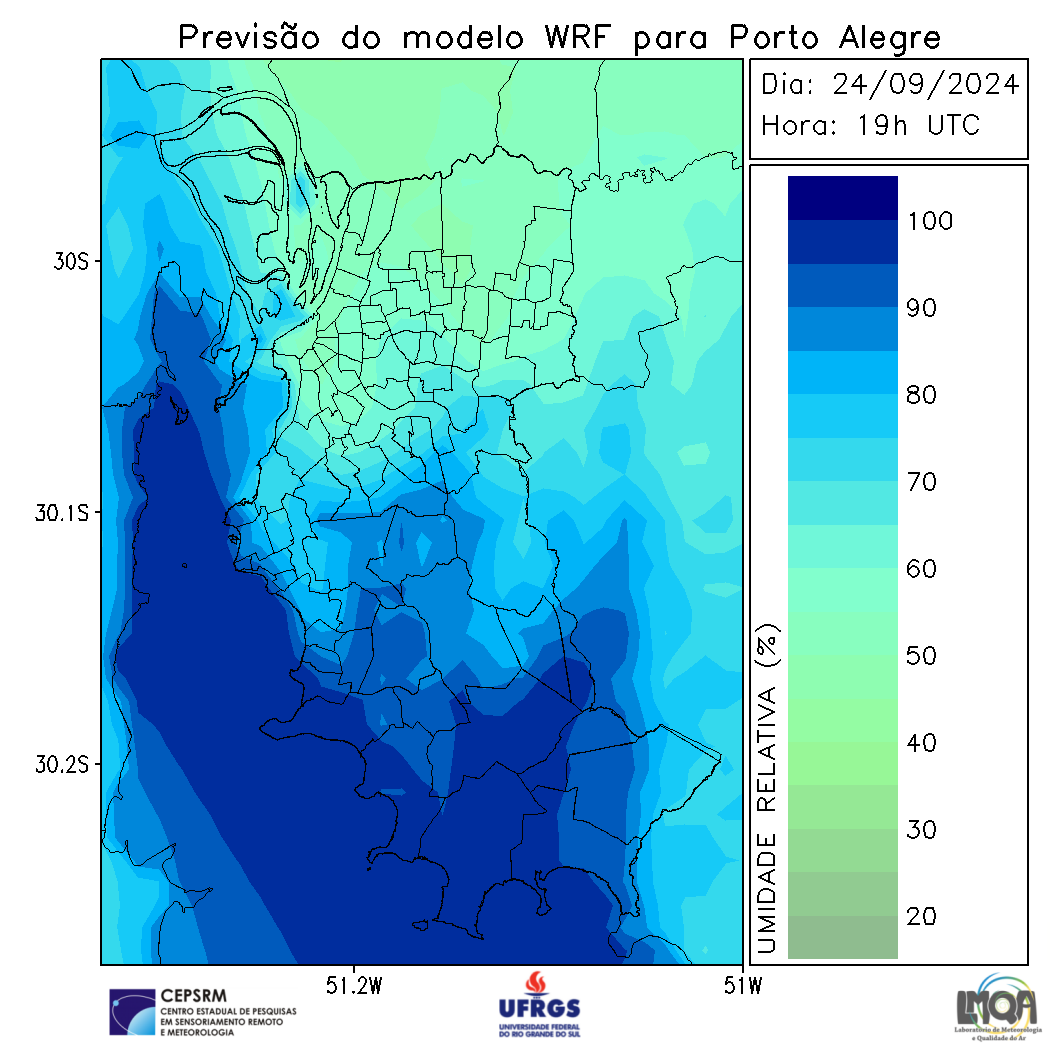 Previsão do modelo WRF para Porto Alegre
Dia: 24/09/2024
Hora: 19h UTC
30S
30.1S
30.2S
51.2W
51W
UMIDADE RELATIVA (%)
100
90
80
70
60
50
40
30
20
CEPSRM
CENTRO ESTADUAL DE PESQUISAS
EM SENSORIAMENTO REMOTO
E METEOROLOGIA
UFRGS
UNIVERSIDADE FEDERAL
DO RIO GRANDE DO SUL
LMQA
Laboratório de Meteorologia
e Qualidade do Ar